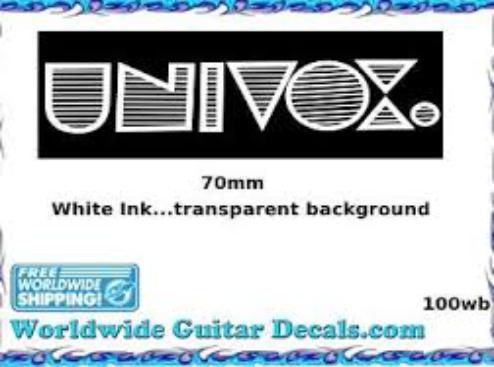 UNIVOX.
70mm
White Ink...transparent background
FREE
WORLDWIDE
SHIPPING!
100wb
Worldwide Guitar Decals.com